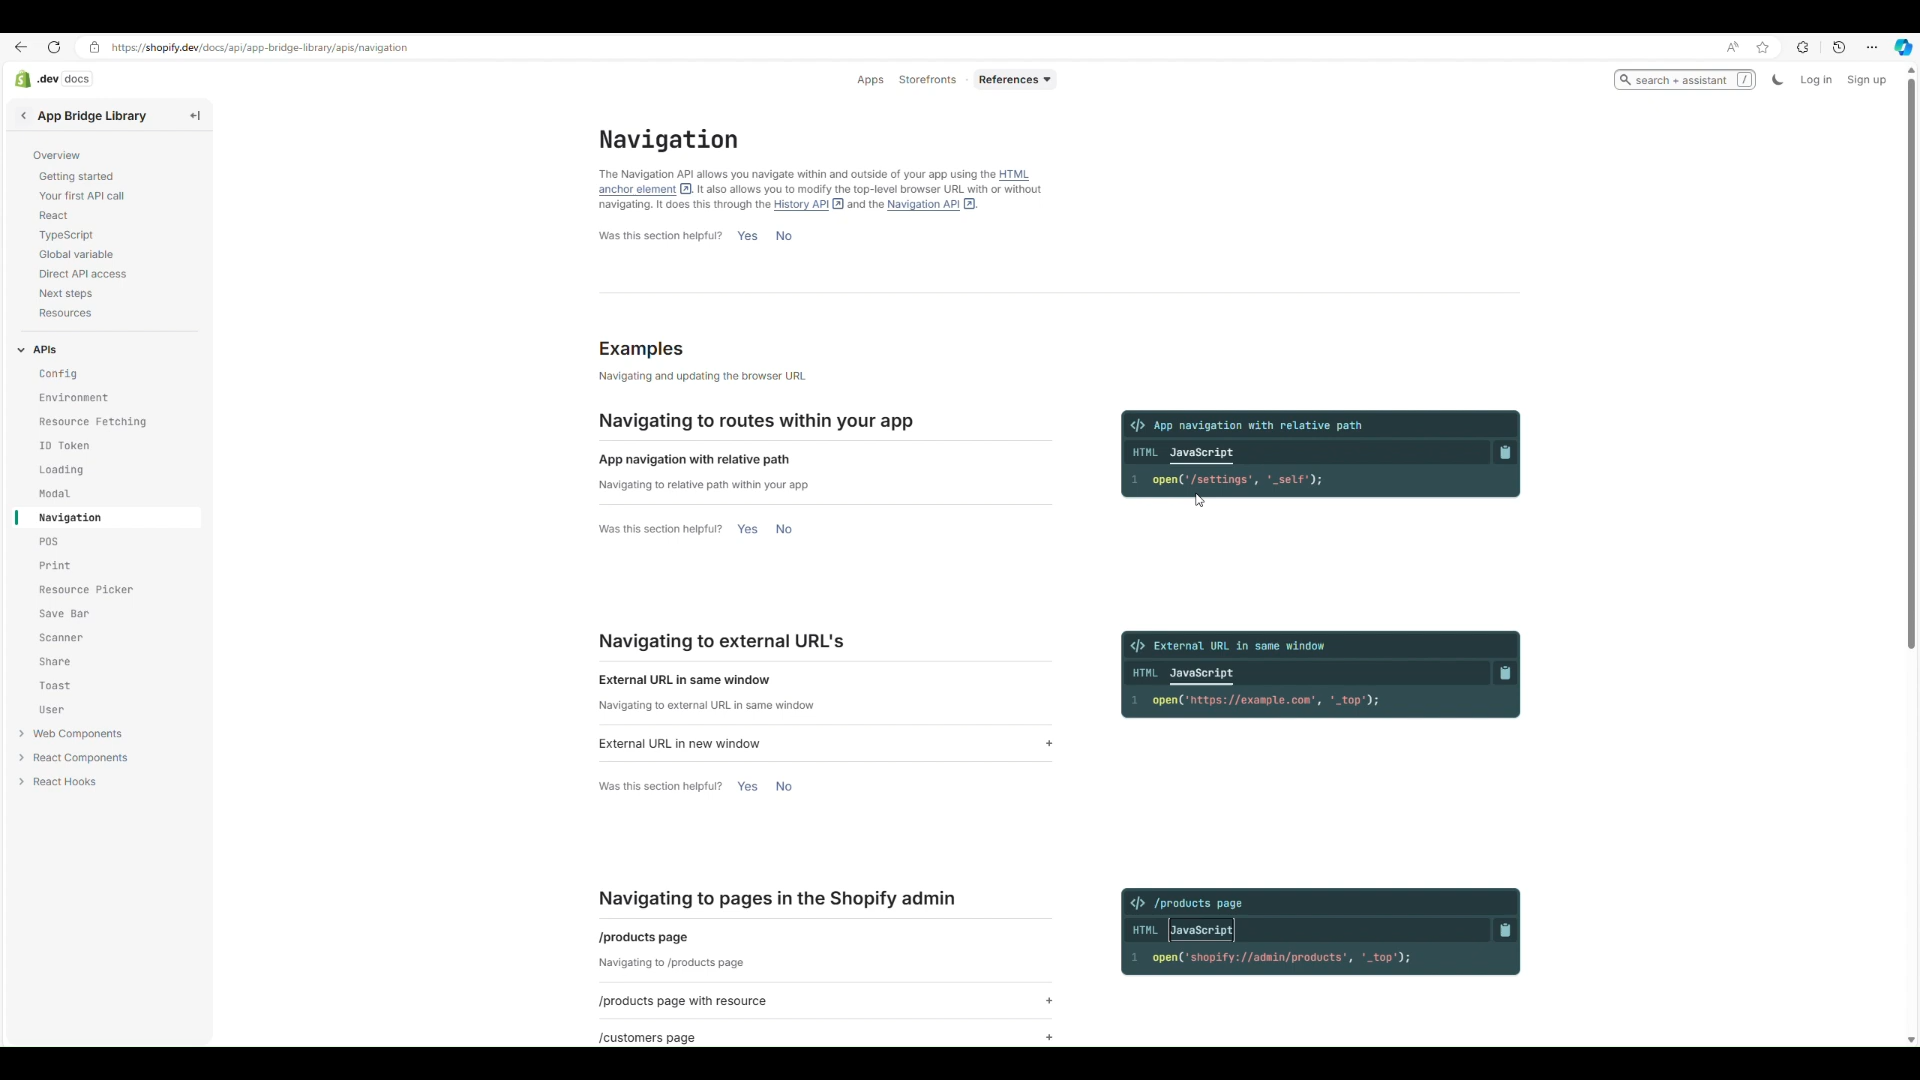 https://shopify.dev/docs/api/app-bridge-library/apis/navigation
.dev docs
Apps
Storefronts
References
search + assistant /
Log in
Sign up
App Bridge Library
Overview
Getting started
Your first API call
React
TypeScript
Global variable
Direct API access
Next steps
Resources
APIs
Config
Environment
Resource Fetching
ID Token
Loading
Modal
Navigation
POS
Print
Resource Picker
Save Bar
Scanner
Share
Toast
User
Web Components
React Components
React Hooks
Navigation
The Navigation API allows you navigate within and outside of your app using the HTML
anchor element. It also allows you to modify the top-level browser URL with or without
navigating. It does this through the History API and the Navigation API.
Was this section helpful? Yes No
Examples
Navigating and updating the browser URL
Navigating to routes within your app
App navigation with relative path
Navigating to relative path within your app
Was this section helpful? Yes No
</> App navigation with relative path
HTML JavaScript
1 open('/settings', '_self');
Navigating to external URL's
External URL in same window
Navigating to external URL in same window
External URL in new window +
Was this section helpful? Yes No
</> External URL in same window
HTML JavaScript
1 open('https://example.com', '_top');
Navigating to pages in the Shopify admin
/products page
Navigating to /products page
/products page with resource +
/customers page +
</> /products page
HTML JavaScript
1 open('shopify://admin/products', '_top');